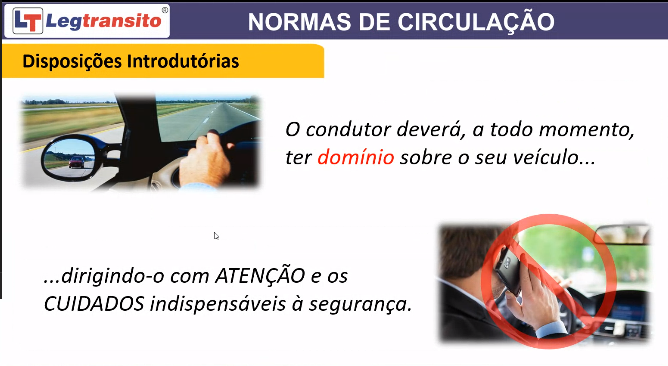 LT Legtransito®
NORMAS DE CIRCULAÇÃO
Disposições Introdutórias
O condutor deverá, a todo momento,
ter domínio sobre o seu veículo...
...dirigindo-o com ATENÇÃO e os
CUIDADOS indispensáveis à segurança.